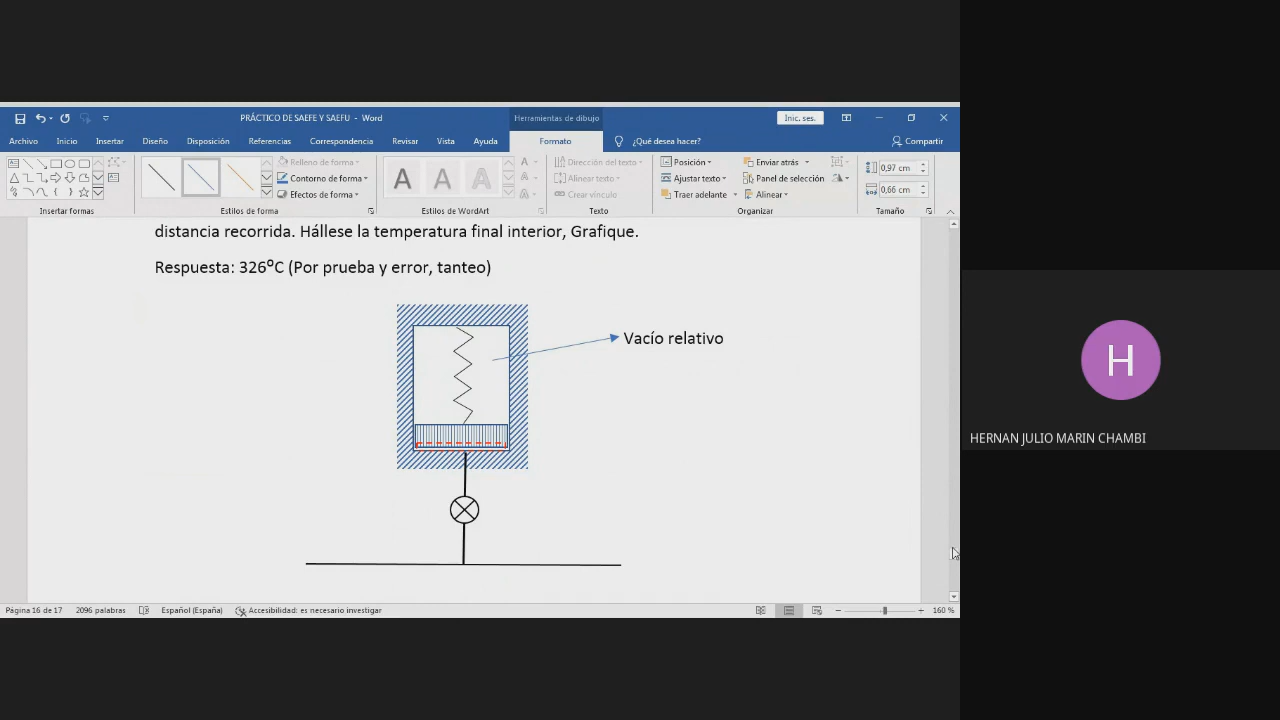 PRÁCTICO DE SAEFE Y SAEFU - Word
Herramientas de dibujo
Inic. ses.
Archivo Inicio Insertar Diseño Disposición Referencias Correspondencia Revisar Vista Ayuda Formato ¿Qué desea hacer? Compartir
Relleno de forma
Contorno de forma
Efectos de forma
A A A
Dirección del texto
Alinear texto
Crear vínculo
Posición
Ajustar texto
Traer adelante
Enviar atrás
Panel de selección
Alinear
0,97 cm
0,66 cm
Insertar formas Estilos de forma Estilos de WordArt Texto Organizar Tamaño
distancia recorrida. Hállese la temperatura final interior, Grafique.
Respuesta: 326ºC (Por prueba y error, tanteo)
Vacío relativo
H
HERNAN JULIO MARIN CHAMBI
Página 16 de 17 2096 palabras Español (España) Accesibilidad: es necesario investigar 160 %